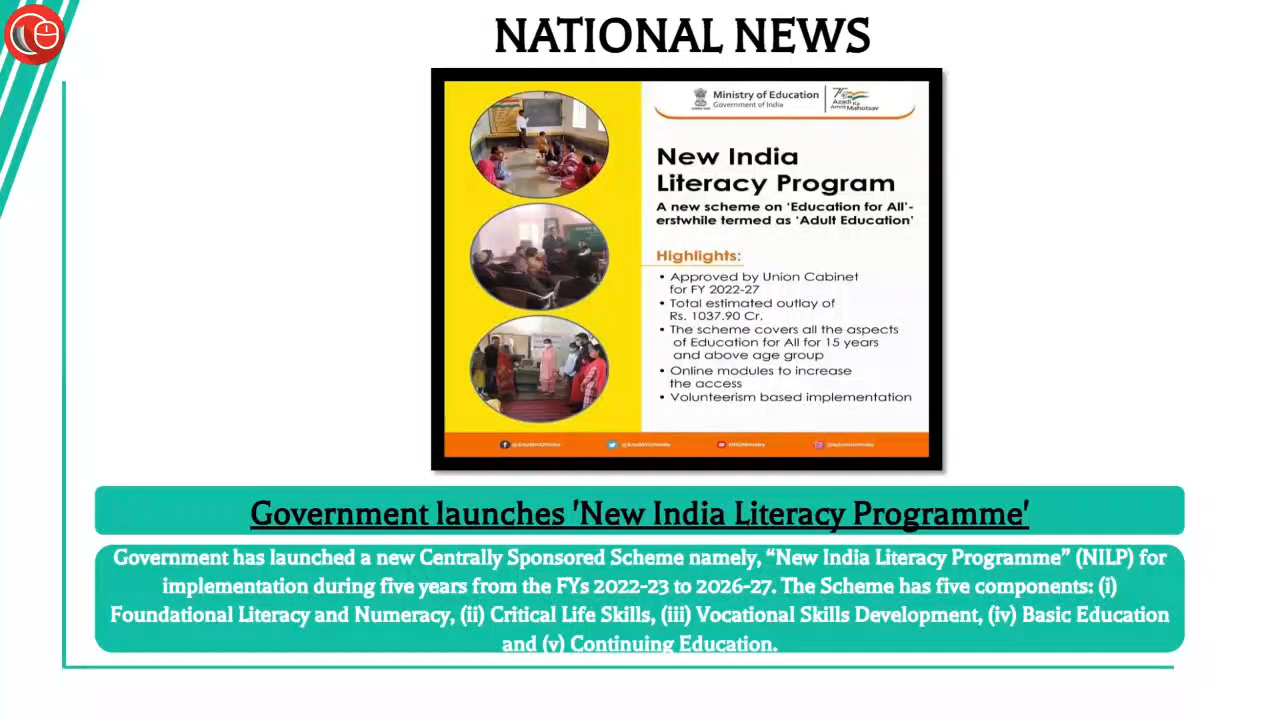 NATIONAL NEWS
Ministry of Education
Government of India
Azadi
Ka
Amrit Mahotsav
New India
Literacy Program
A new scheme on ‘Education for All’-
erstwhile termed as ‘Adult Education’
Highlights:
• Approved by Union Cabinet
for FY 2022-27
• Total estimated outlay of
Rs. 1037.90 Cr.
• The scheme covers all the aspects
of Education for All for 15 years
and above age group
• Online modules to increase
the access
• Volunteerism based implementation
Government launches 'New India Literacy Programme'
Government has launched a new Centrally Sponsored Scheme namely, “New India Literacy Programme” (NILP) for
implementation during five years from the FYs 2022-23 to 2026-27. The Scheme has five components: (i)
Foundational Literacy and Numeracy, (ii) Critical Life Skills, (iii) Vocational Skills Development, (iv) Basic Education
and (v) Continuing Education.